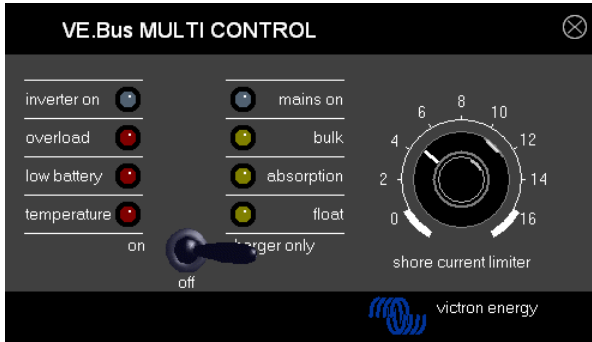 VE.Bus MULTI CONTROL
inverter on
overload
low battery
temperature
mains on
bulk
absorption
float
on
off
only
0
2
4
6
8
10
12
14
16
shore current limiter
victron energy